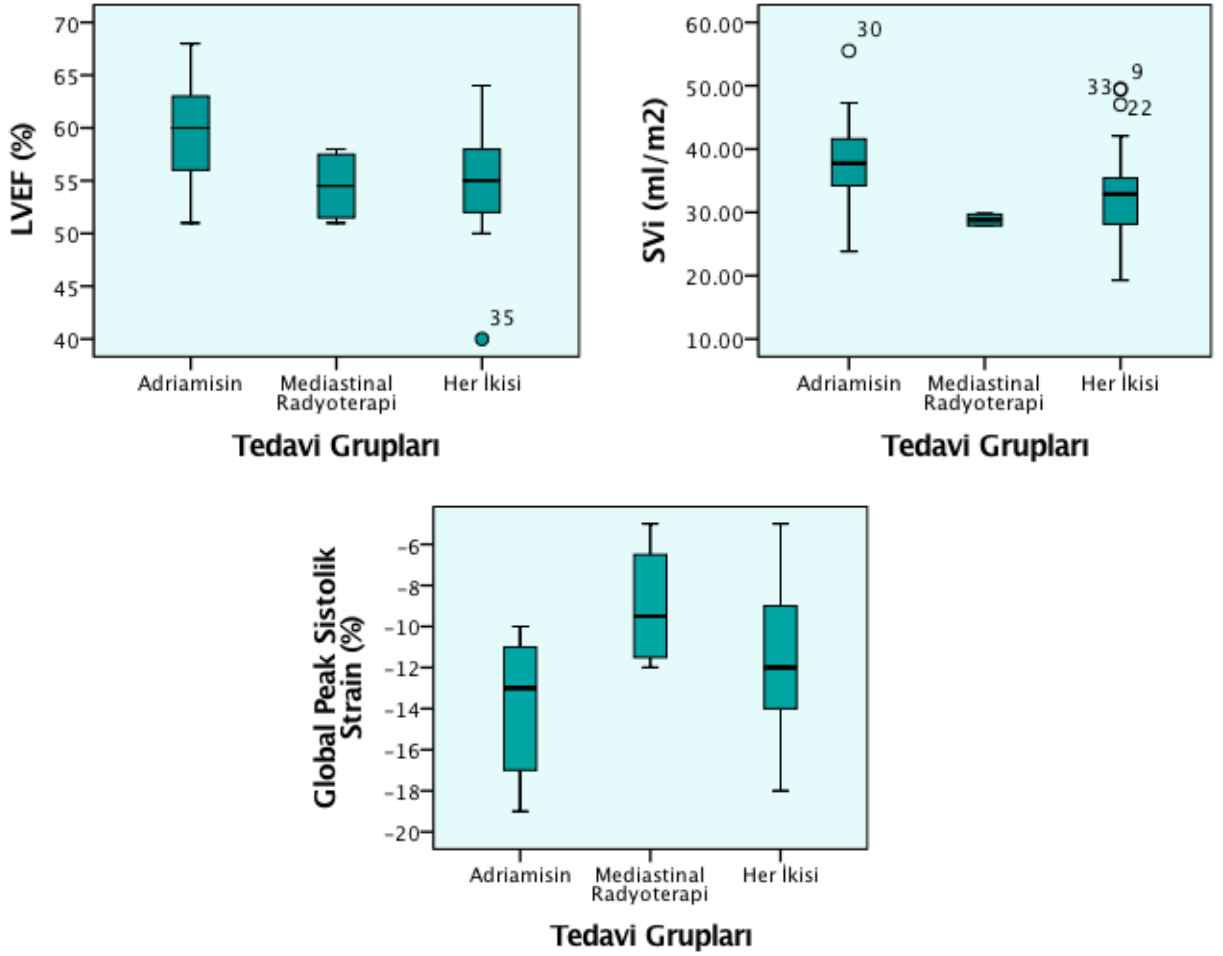 LVEF (%)
70
65
60
55
50
45
40
35
Adriamisin
Mediastinal
Radyoterapi
Her İkisi
Tedavi Grupları
SVi (ml/m2)
60.00
50.00
40.00
30.00
20.00
10.00
30
9
33
22
Adriamisin
Mediastinal
Radyoterapi
Her İkisi
Tedavi Grupları
Global Peak Sistolik
Strain (%)
-6
-8
-10
-12
-14
-16
-18
-20
Adriamisin
Mediastinal
Radyoterapi
Her İkisi
Tedavi Grupları